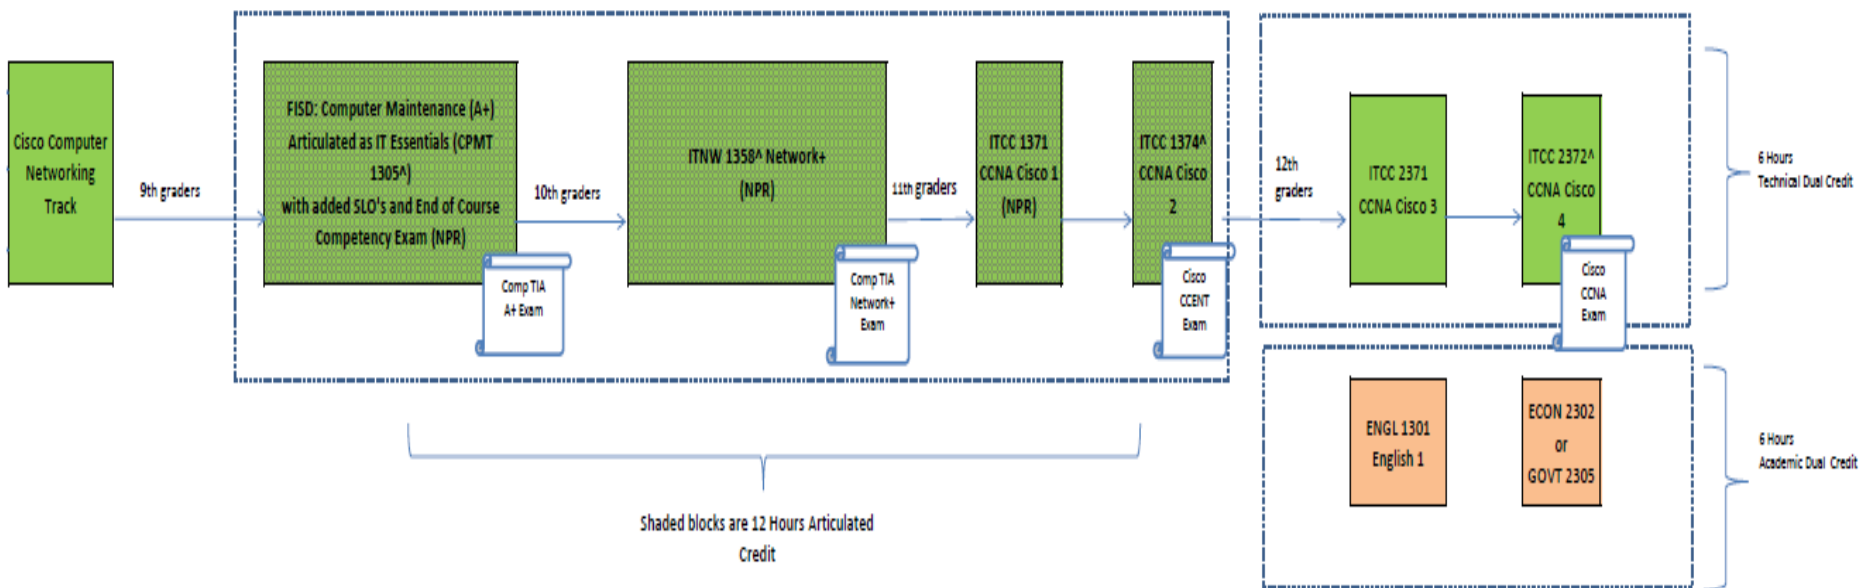 Cisco Computer
Networking
Track
9th graders
FISD: Computer Maintenance (A+)
Articulated as IT Essentials (CPMT
1305^)
with added SLO's and End of Course
Competency Exam (NPR)
Comp TIA
A+ Exam
10th graders
ITNW 1358^ Network+
(NPR)
Comp TIA
Network+
Exam
11th graders
ITCC 1371
CCNA Cisco 1
(NPR)
ITCC 1374^
CCNA Cisco
2
Cisco
CCENT
Exam
12th
graders
ITCC 2371
CCNA Cisco 3
ITCC 2372^
CCNA Cisco
4
Cisco
CCNA
Exam
6 Hours
Technical Dual Credit
ENGL 1301
English 1
ECON 2302
or
GOVT 2305
6 Hours
Academic Dual Credit
Shaded blocks are 12 Hours Articulated
Credit